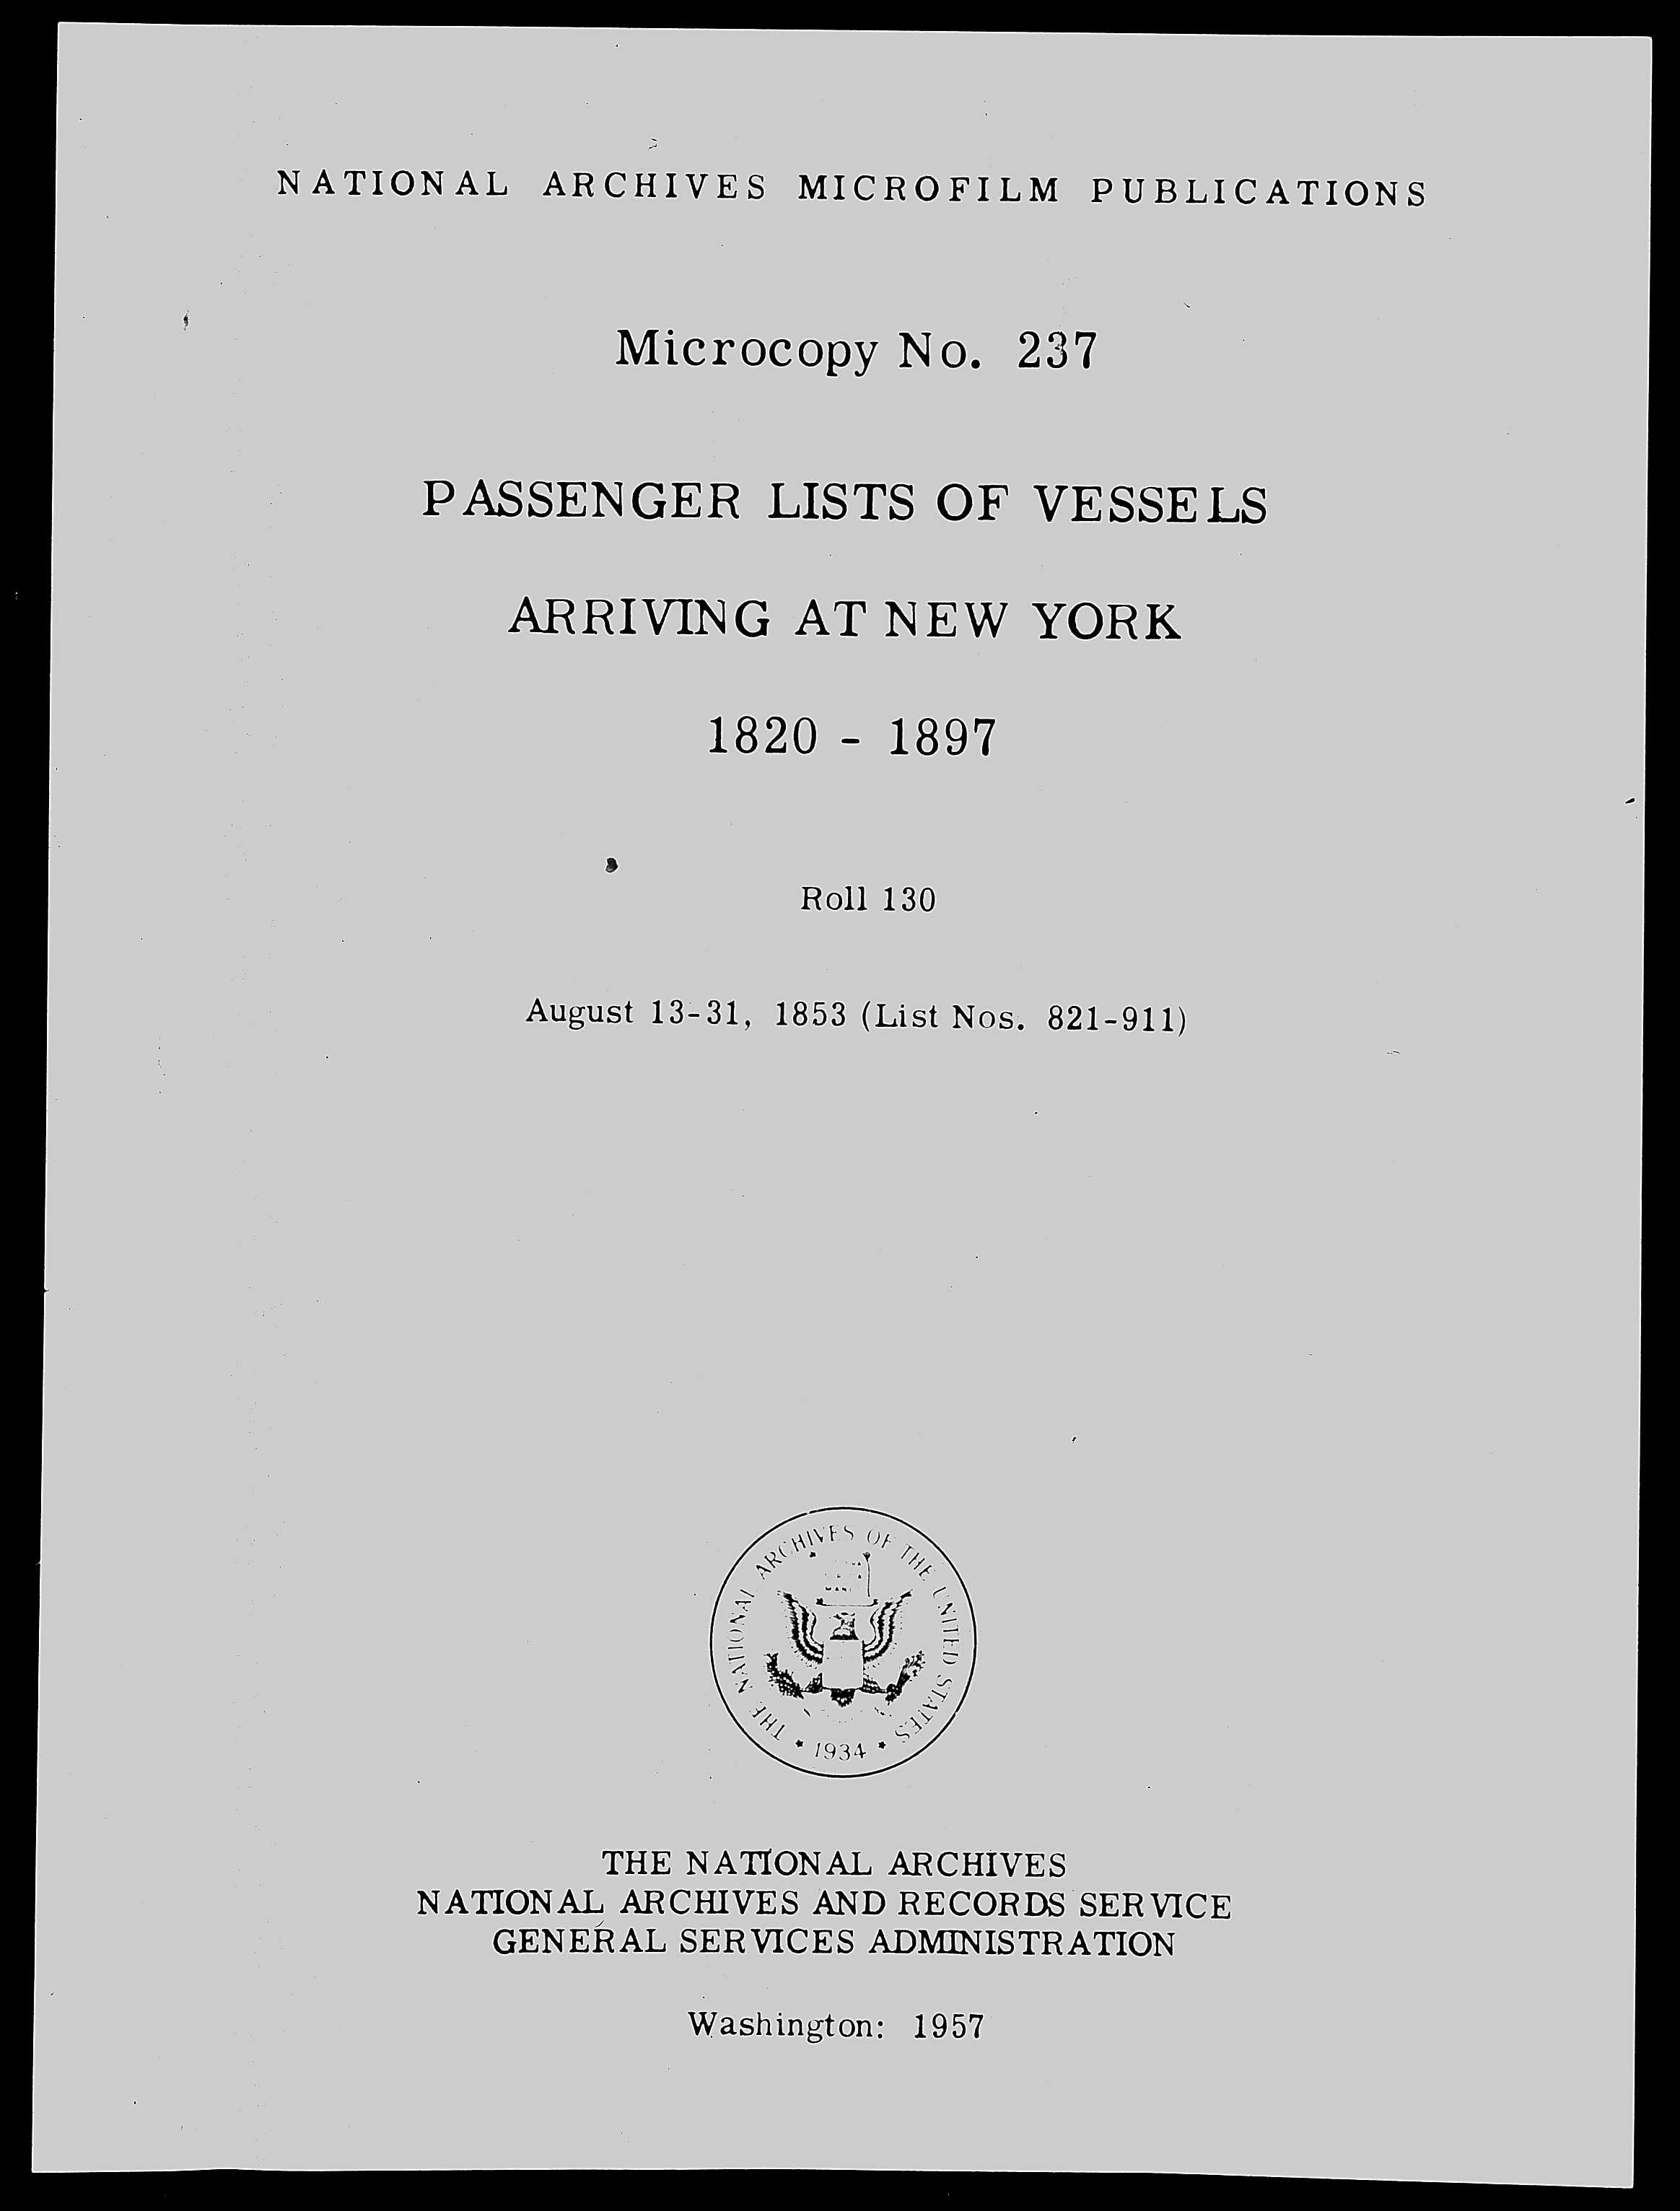 NATIONAL ARCHIVES MICROFILM PUBLICATIONS
Microcopy No. 237
PASSENGER LISTS OF VESSELS
ARRIVING AT NEW YORK
1820 - 1897
Roll 130
August 13-31, 1853 (List Nos. 821-911)
THE NATIONAL ARCHIVES OF THE UNITED STATES
* 1934 *
THE NATIONAL ARCHIVES
NATIONAL ARCHIVES AND RECORDS SERVICE
GENERAL SERVICES ADMINISTRATION
Washington: 1957